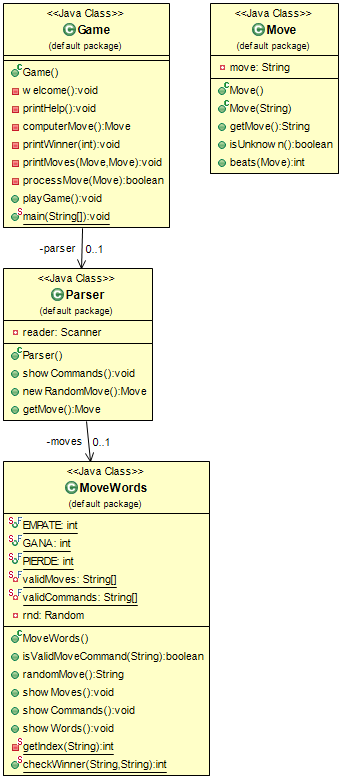 <<Java Class>>
Game
(default package)
Game()
welcome():void
printHelp():void
computerMove():Move
printWinner(int):void
printMoves(Move,Move):void
processMove(Move):boolean
playGame():void
main(String[]):void
<<Java Class>>
Move
(default package)
move: String
Move()
Move(String)
getMove():String
isUnknown():boolean
beats(Move):int
-parser 0..1
<<Java Class>>
Parser
(default package)
reader: Scanner
Parser()
showCommands():void
newRandomMove():Move
getMove():Move
-moves 0..1
<<Java Class>>
MoveWords
(default package)
EMPATE: int
GANA: int
PIERDE: int
validMoves: String[]
validCommands: String[]
rnd: Random
MoveWords()
isValidMoveCommand(String):boolean
randomMove():String
showMoves():void
showCommands():void
showWords():void
getIndex(String):int
checkWinner(String,String):int